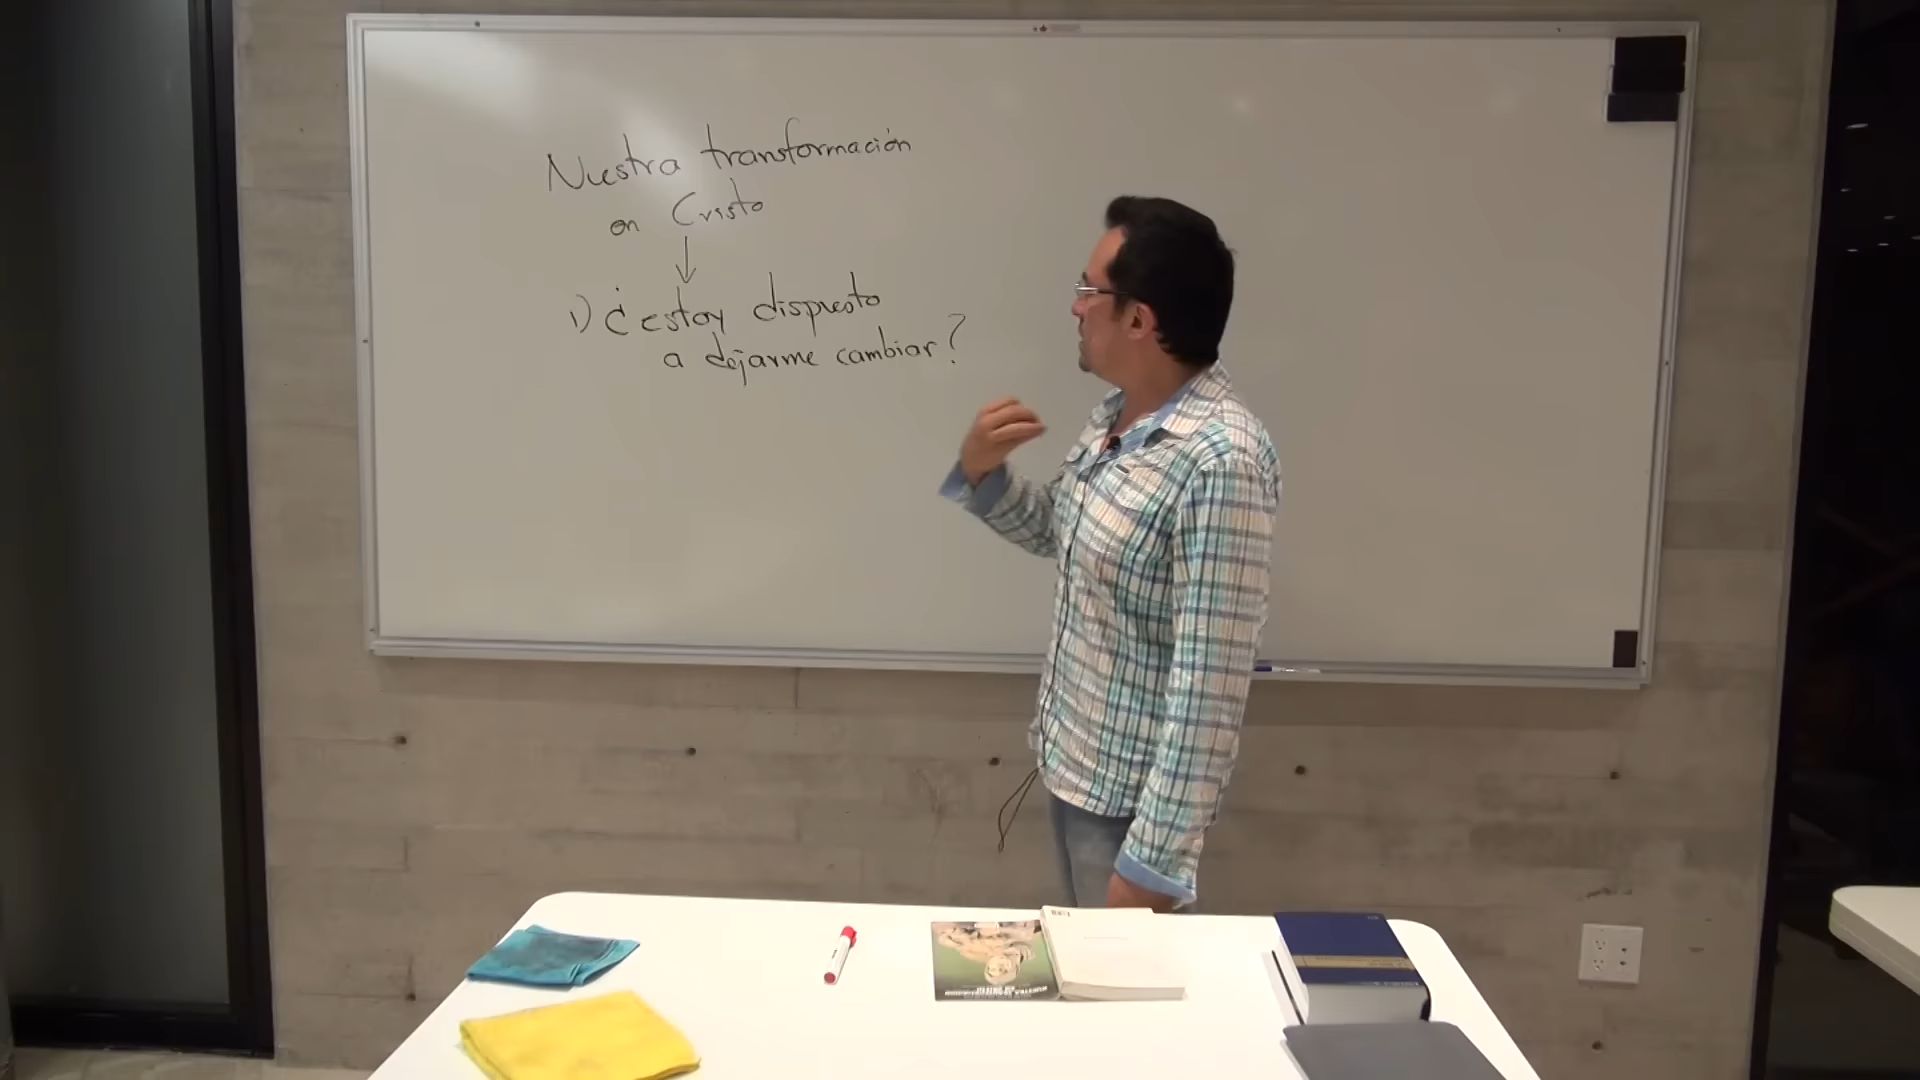 Nuestra transformación
en Cristo
1) ¿estoy dispuesto
a dejarme cambiar?